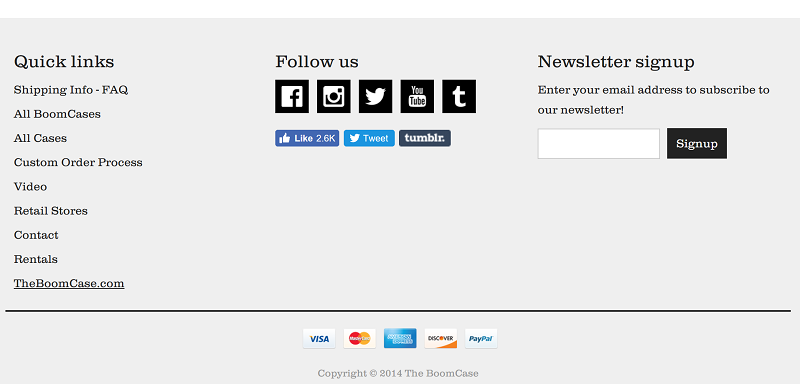 Quick links
Shipping Info - FAQ
All BoomCases
All Cases
Custom Order Process
Video
Retail Stores
Contact
Rentals
TheBoomCase.com
Follow us
You Tube
Like 2.6K Tweet tumblr.
Newsletter signup
Enter your email address to subscribe to
our newsletter!
Signup
VISA MasterCard AMERICAN EXPRESS DISCOVER PayPal
Copyright © 2014 The BoomCase